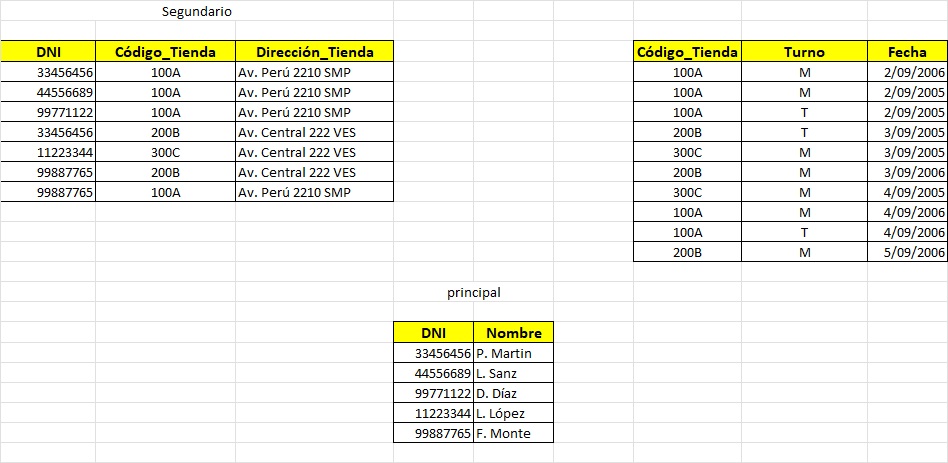 Segundario
DNI Código_Tienda Dirección_Tienda
33456456 100A Av. Perú 2210 SMP
44556689 100A Av. Perú 2210 SMP
99771122 100A Av. Perú 2210 SMP
33456456 200B Av. Central 222 VES
11223344 300C Av. Central 222 VES
99887765 200B Av. Central 222 VES
99887765 100A Av. Perú 2210 SMP
Código_Tienda Turno Fecha
100A M 2/09/2006
100A M 2/09/2005
100A T 2/09/2005
200B T 3/09/2005
300C M 3/09/2005
200B M 3/09/2006
300C M 4/09/2005
100A M 4/09/2006
100A T 4/09/2006
200B M 5/09/2006
principal
DNI Nombre
33456456 P. Martin
44556689 L. Sanz
99771122 D. Díaz
11223344 L. López
99887765 F. Monte